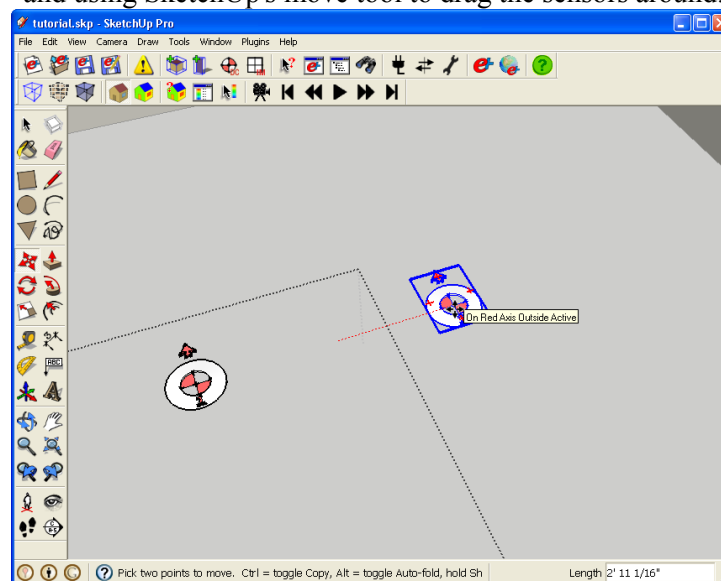 and using SketchUp's move tool to drag the sensors around.
tutorial.skp - SketchUp Pro
File Edit View Camera Draw Tools Window Plugins Help
On Red Axis Outside Active
ABC
Pick two points to move. Ctrl = toggle Copy, Alt = toggle Auto-fold, hold Sh
Length 2' 11 1/16"